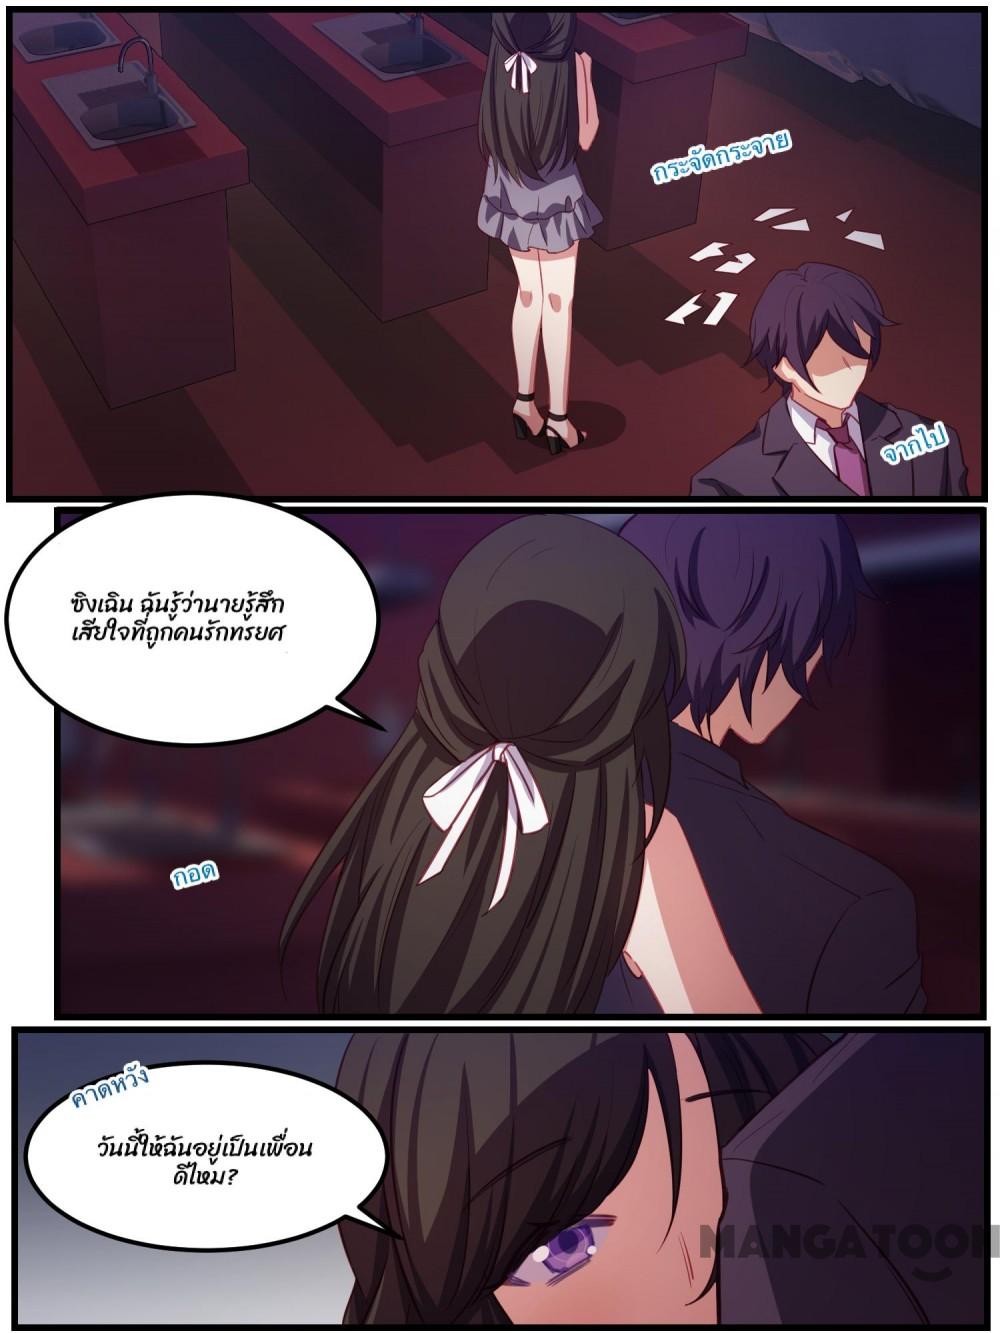 กระจัดกระจาย
จากไป
ซิงเฉิน ฉันรู้ว่านายรู้สึก
เสียใจที่ถูกคนรักทรยศ
กอด
คาดหวัง
วันนี้ให้ฉันอยู่เป็นเพื่อน
ดีไหม?
MANGATOON